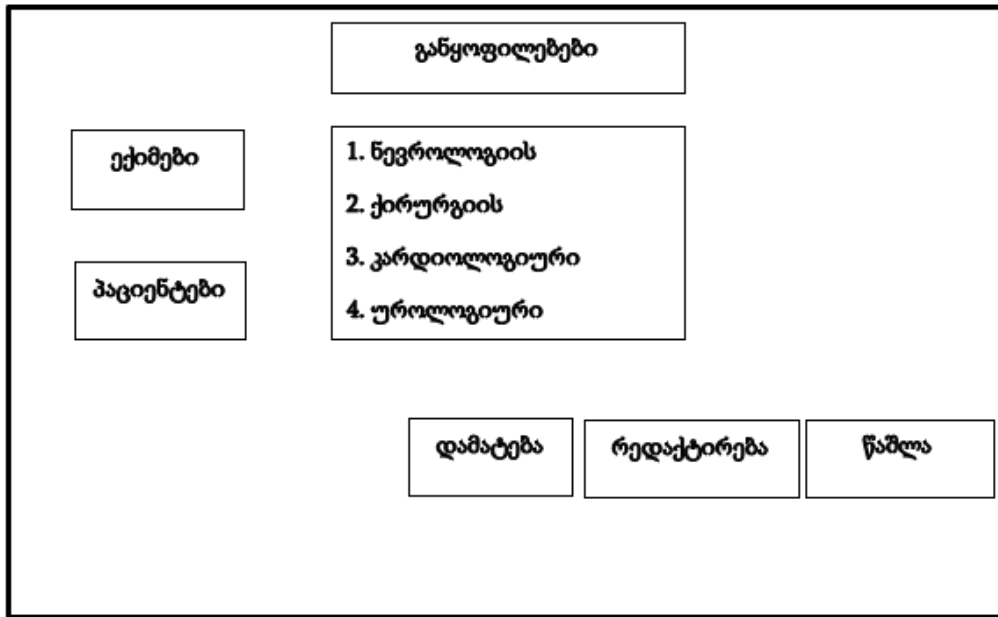 განყოფილებები
ექიმები
1. ნევროლოგიის
2. ქირურგიის
3. კარდიოლოგიური
4. უროლოგიური
პაციენტები
დამატება
რედაქტირება
წაშლა